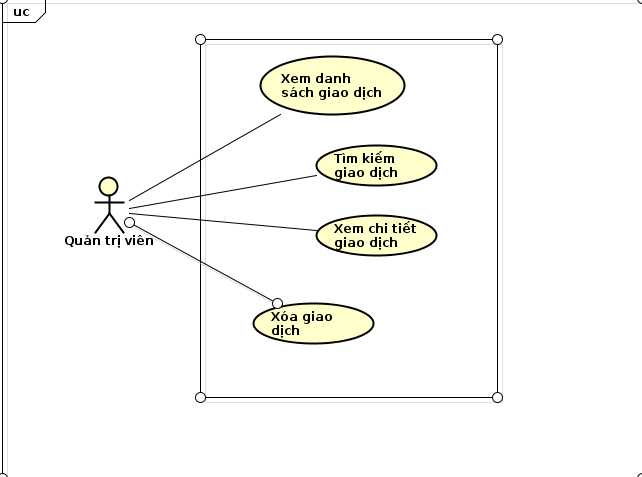 uc
Xem danh
sách giao dịch
Tìm kiếm
giao dịch
Xem chi tiết
giao dịch
Quản trị viên
Xóa giao
dịch